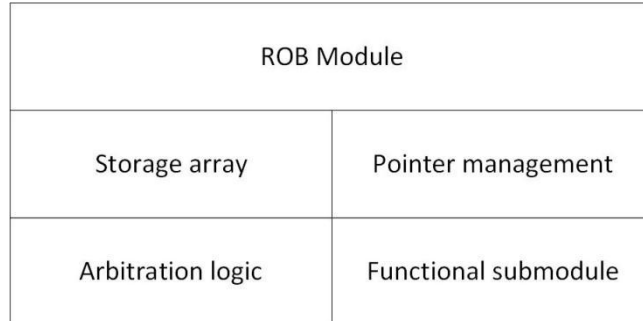 ROB Module
Storage array
Pointer management
Arbitration logic
Functional submodule